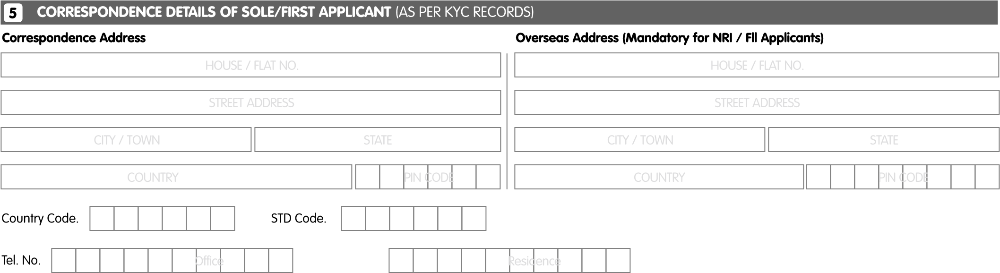 5 CORRESPONDENCE DETAILS OF SOLE/FIRST APPLICANT (AS PER KYC RECORDS)
Correspondence Address
HOUSE / FLAT NO.
STREET ADDRESS
CITY / TOWN STATE
COUNTRY PIN CODE
Overseas Address (Mandatory for NRI / FII Applicants)
HOUSE / FLAT NO.
STREET ADDRESS
CITY / TOWN STATE
COUNTRY PIN CODE
Country Code. STD Code.
Tel. No. Office Residence